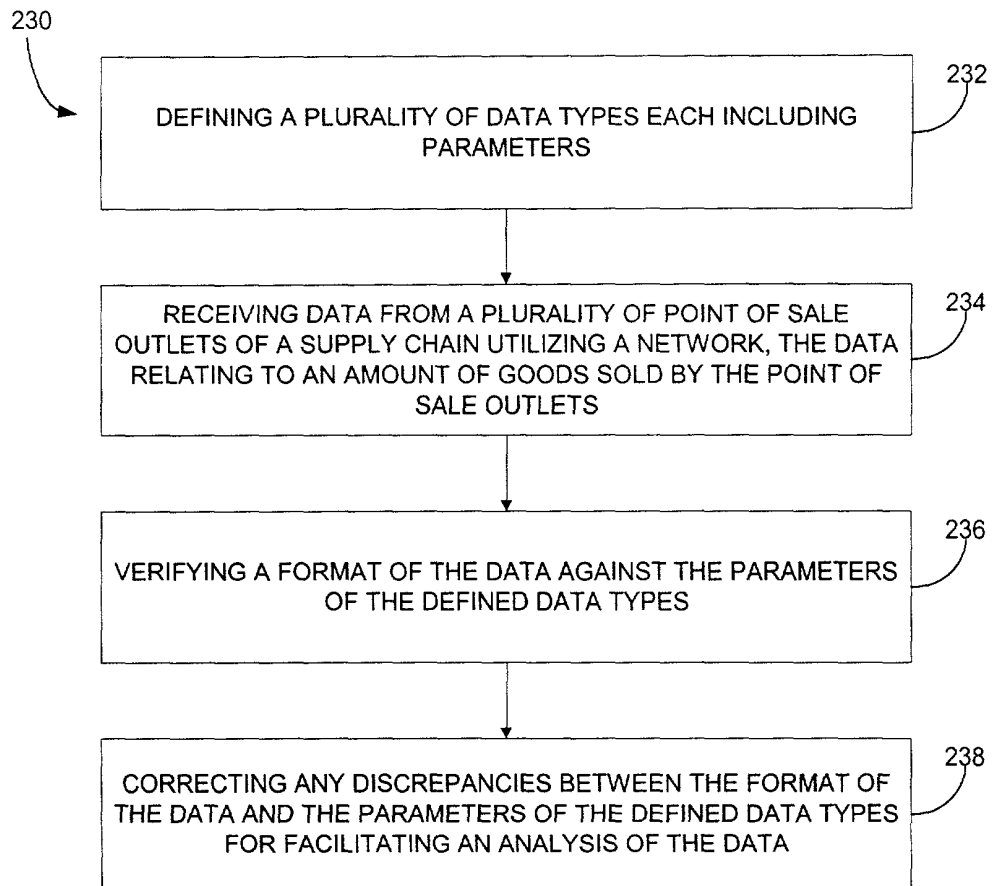 230
232
DEFINING A PLURALITY OF DATA TYPES EACH INCLUDING
PARAMETERS
234
RECEIVING DATA FROM A PLURALITY OF POINT OF SALE
OUTLETS OF A SUPPLY CHAIN UTILIZING A NETWORK, THE DATA
RELATING TO AN AMOUNT OF GOODS SOLD BY THE POINT OF
SALE OUTLETS
236
VERIFYING A FORMAT OF THE DATA AGAINST THE PARAMETERS
OF THE DEFINED DATA TYPES
238
CORRECTING ANY DISCREPANCIES BETWEEN THE FORMAT OF
THE DATA AND THE PARAMETERS OF THE DEFINED DATA TYPES
FOR FACILITATING AN ANALYSIS OF THE DATA